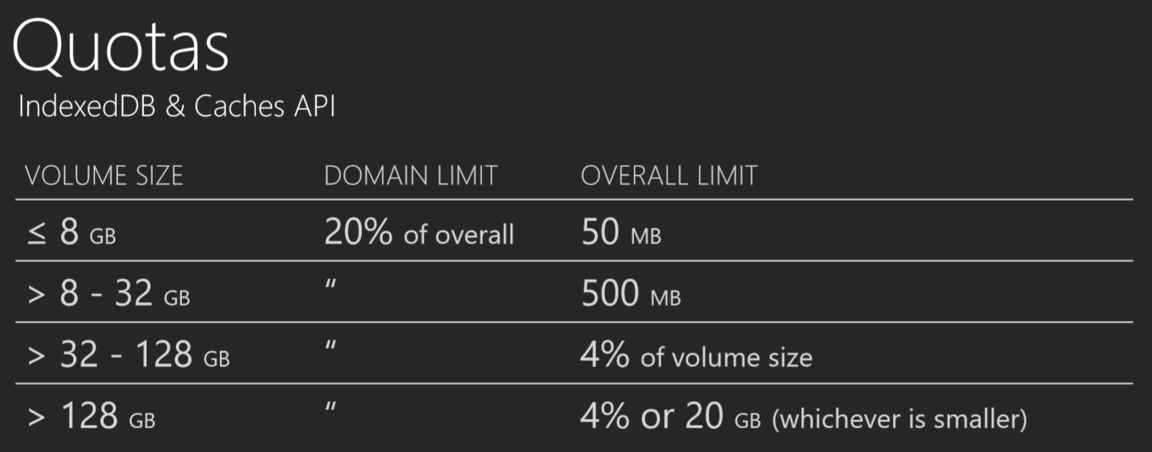 Quotas
IndexedDB & Caches API
VOLUME SIZE DOMAIN LIMIT OVERALL LIMIT
≤ 8 GB 20% of overall 50 MB
> 8 - 32 GB “ 500 MB
> 32 - 128 GB “ 4% of volume size
> 128 GB “ 4% or 20 GB (whichever is smaller)